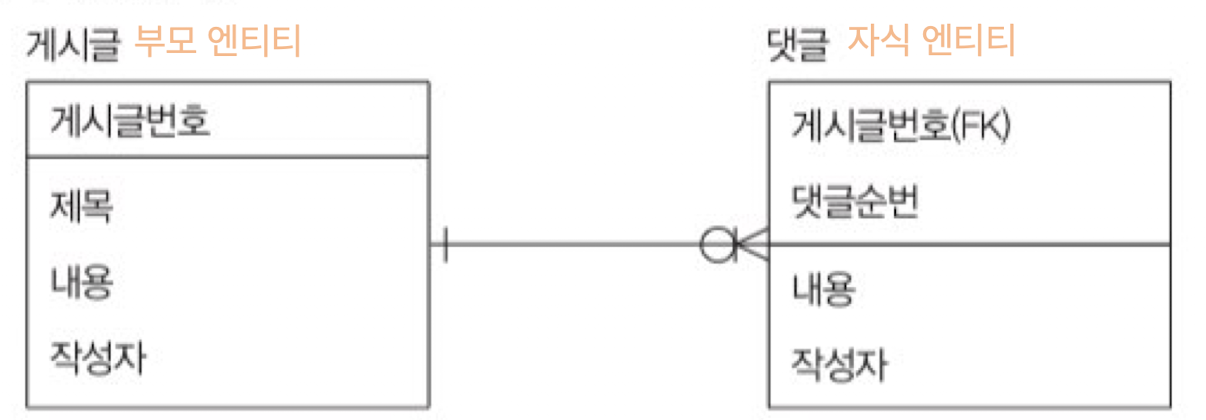 게시글 부모 엔티티
게시글번호
제목
내용
작성자
댓글 자식 엔티티
게시글번호(FK)
댓글순번
내용
작성자